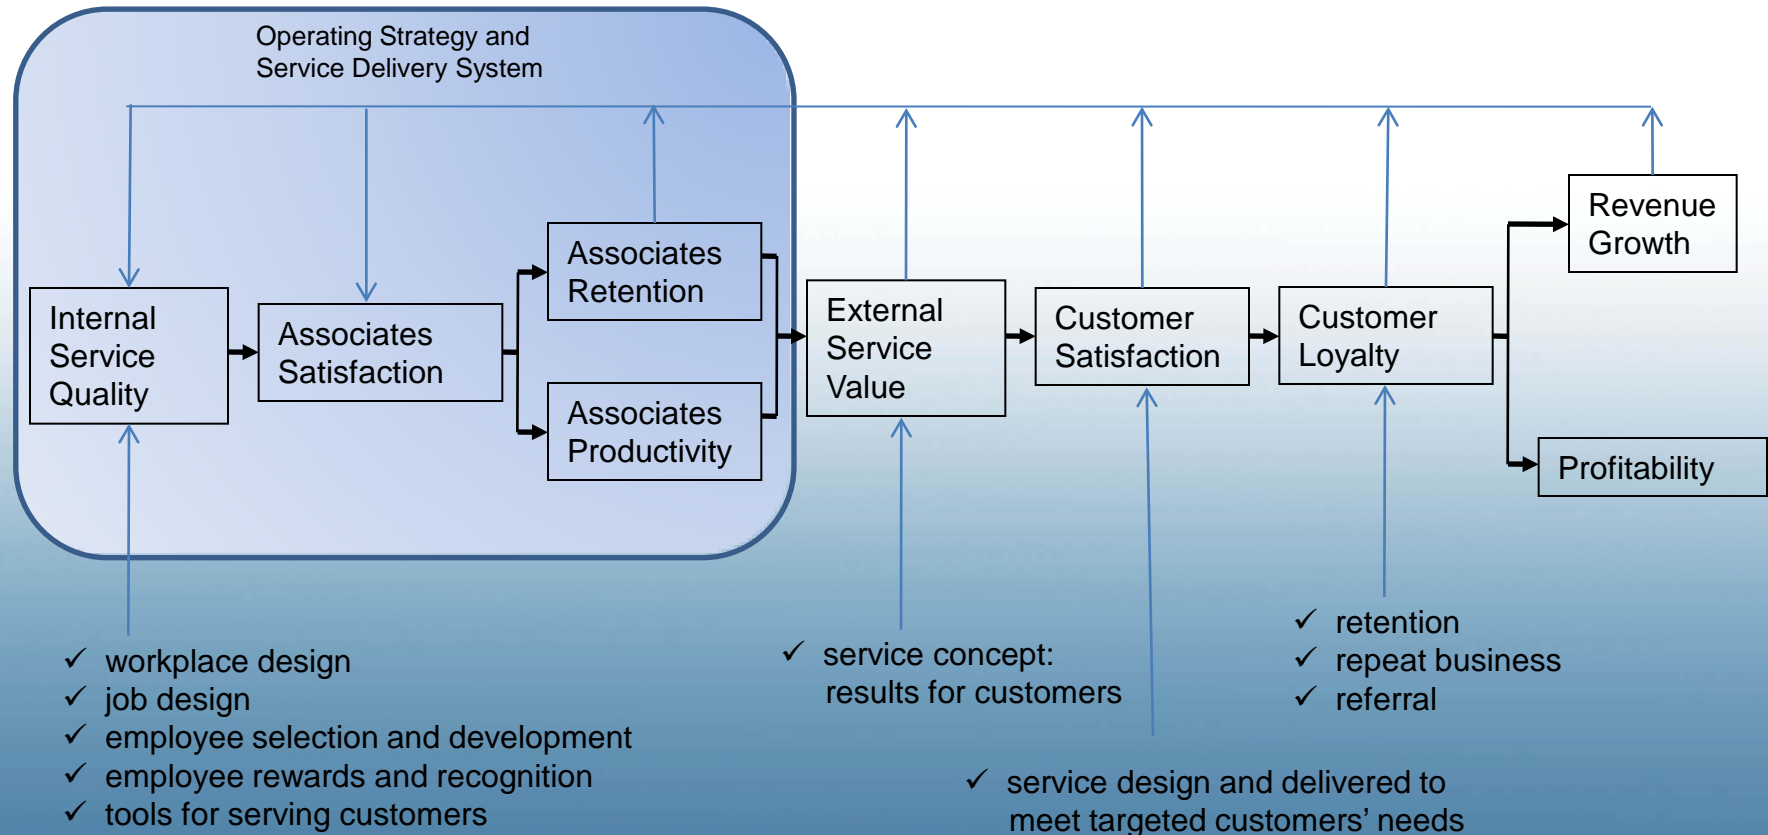 Operating Strategy and
Service Delivery System
Internal
Service
Quality
Associates
Satisfaction
Associates
Retention
Associates
Productivity
External
Service
Value
Customer
Satisfaction
Customer
Loyalty
Revenue
Growth
Profitability
✓ workplace design
✓ job design
✓ employee selection and development
✓ employee rewards and recognition
✓ tools for serving customers
✓ service concept:
results for customers
✓ service design and delivered to
meet targeted customers’ needs
✓ retention
✓ repeat business
✓ referral